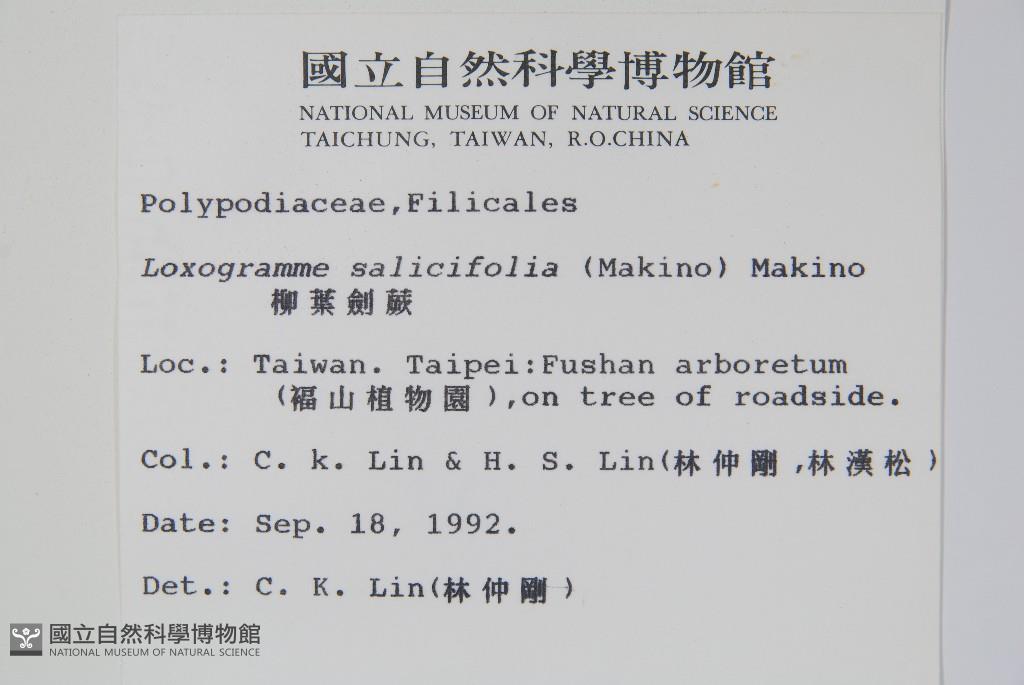 國立自然科學博物館
NATIONAL MUSEUM OF NATURAL SCIENCE
TAICHUNG, TAIWAN, R.O.CHINA
Polypodiaceae,Filicales
Loxogramme salicifolia (Makino) Makino
柳葉劍蕨
Loc.: Taiwan. Taipei:Fushan arboretum
(福山植物園),on tree of roadside.
Col.: C. k. Lin & H. S. Lin(林仲剛,林漢松)
Date: Sep. 18, 1992.
Det.: C. K. Lin(林仲剛)
國立自然科學博物館
NATIONAL MUSEUM OF NATURAL SCIENCE